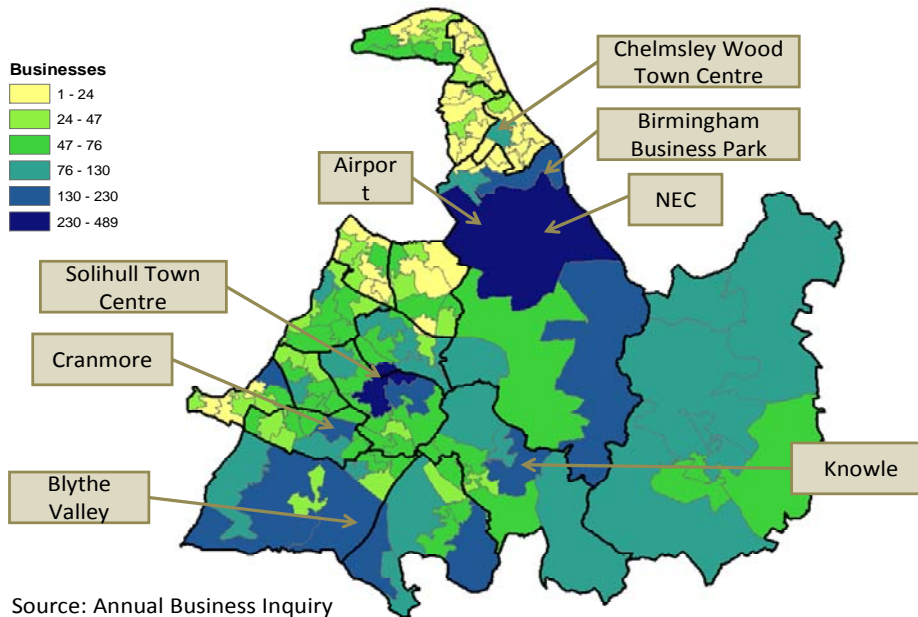 Businesses
1 - 24
24 - 47
47 - 76
76 - 130
130 - 230
230 - 489
Chelmsley Wood
Town Centre
Birmingham
Business Park
Airpor
t
NEC
Solihull Town
Centre
Cranmore
Knowle
Blythe
Valley
Source: Annual Business Inquiry